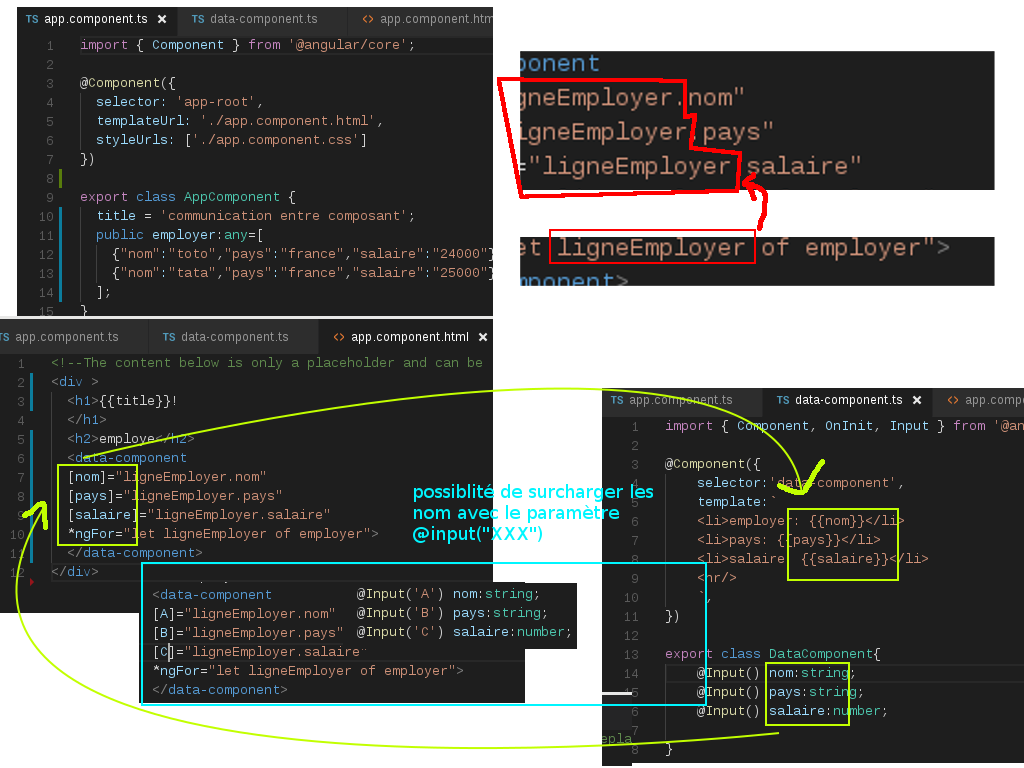 TS app.component.ts × TS data-component.ts <> app.component.htm
1 import { Component } from '@angular/core';
2
3 @Component({
4 selector: 'app-root',
5 templateUrl: './app.component.html',
6 styleUrls: ['./app.component.css']
7 })
8
9 export class AppComponent {
10 title = 'communication entre composant';
11 public employer:any=[
12 {"nom":"toto","pays":"france","salaire":"24000"}
13 {"nom":"tata","pays":"france","salaire":"25000"}
14 ];
15 }
ponent
gneEmployer.nom"
igneEmployer.pays"
="ligneEmployer.salaire"
et ligneEmployer of employer">
mponent>
TS app.component.ts TS data-component.ts <> app.component.html ×
1 <!--The content below is only a placeholder and can be
2 <div >
3 <h1>{{title}}!
4 </h1>
5 <h2>employe</h2>
6 <data-component
7 [nom]="ligneEmployer.nom"
8 [pays]="ligneEmployer.pays"
9 [salaire]="ligneEmployer.salaire"
10 *ngFor="let ligneEmployer of employer">
11 </data-component>
12 </div>
possiblité de surcharger les
nom avec le paramètre
@input("XXX")
<data-component
[A]="ligneEmployer.nom"
[B]="ligneEmployer.pays"
[C]="ligneEmployer.salaire
*ngFor="let ligneEmployer of employer">
</data-component>
@Input('A') nom:string;
@Input('B') pays:string;
@Input('C') salaire:number;
TS app.component.ts TS data-component.ts × <> app.compo
1 import { Component, OnInit, Input } from '@an
2
3 @Component({
4 selector:'data-component',
5 template:`
6 <li>employer: {{nom}}</li>
7 <li>pays: {{pays}}</li>
8 <li>salaire: {{salaire}}</li>
9 <hr/>
10 `,
11 })
12
13 export class DataComponent{
14 @Input() nom:string;
15 @Input() pays:string;
6 @Input() salaire:number;
7
8 }
epla